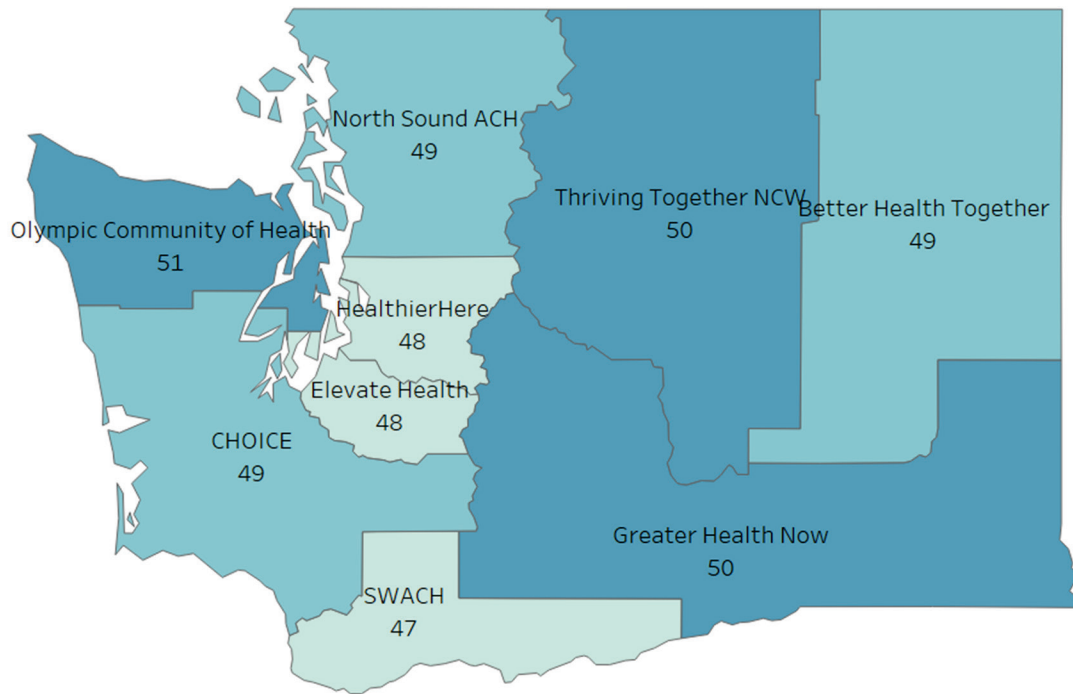 North Sound ACH
49
Thriving Together NCW
50
Better Health Together
49
Olympic Community of Health
51
HealthierHere
48
Elevate Health
48
CHOICE
49
Greater Health Now
50
SWACH
47